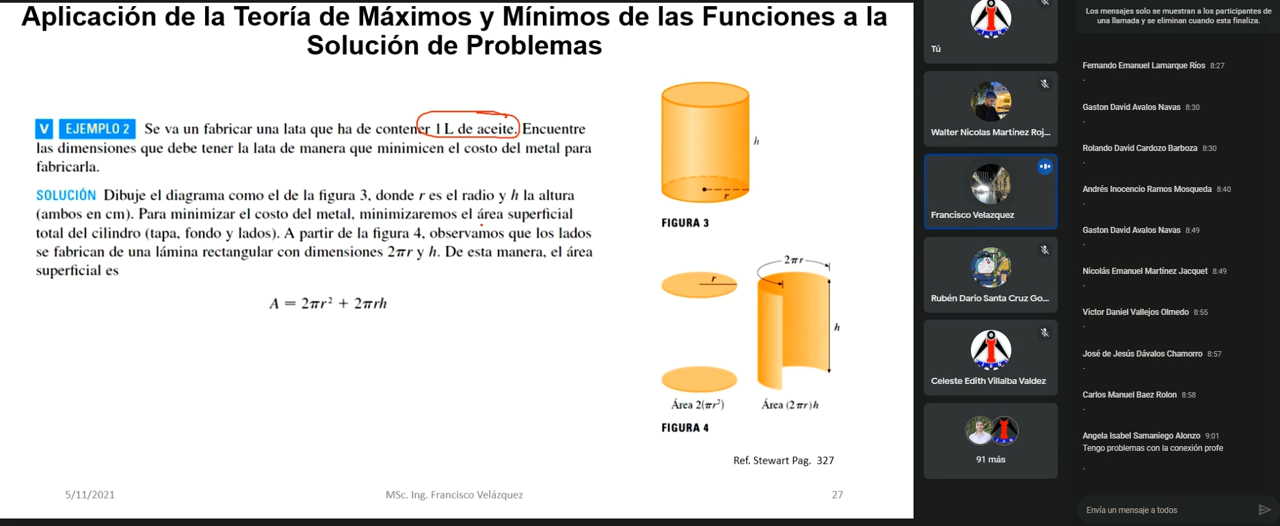 Aplicación de la Teoría de Máximos y Mínimos de las Funciones a la
Solución de Problemas
V EJEMPLO 2 Se va un fabricar una lata que ha de contener 1 L de aceite. Encuentre
las dimensiones que debe tener la lata de manera que minimicen el costo del metal para
fabricarla.
SOLUCIÓN Dibuje el diagrama como el de la figura 3, donde r es el radio y h la altura
(ambos en cm). Para minimizar el costo del metal, minimizaremos el área superficial
total del cilindro (tapa, fondo y lados). A partir de la figura 4, observamos que los lados
se fabrican de una lámina rectangular con dimensiones 2πr y h. De esta manera, el área
superficial es
A = 2πr² + 2πrh
h
r
FIGURA 3
2πr
r
h
Área 2(πr²) Área (2πr)h
FIGURA 4
Ref. Stewart Pag. 327
5/11/2021 MSc. Ing. Francisco Velázquez 27
Tú
Walter Nicolas Martínez Roj...
Francisco Velazquez
Rubén Dario Santa Cruz Go...
Celeste Edith Villalba Valdez
91 más
Los mensajes solo se muestran a los participantes de
una llamada y se eliminan cuando esta finaliza.
Fernando Emanuel Lamarque Ríos 8:27
.
Gaston David Avalos Navas 8:30
.
Rolando David Cardozo Barboza 8:30
.
Andrés Inocencio Ramos Mosqueda 8:40
.
Gaston David Avalos Navas 8:49
.
Nicolás Emanuel Martínez Jacquet 8:49
.
Victor Daniel Vallejos Olmedo 8:55
.
José de Jesús Dávalos Chamorro 8:57
.
Carlos Manuel Baez Rolon 8:58
.
Angela Isabel Samaniego Alonzo 9:01
Tengo problemas con la conexión profe
.
Envía un mensaje a todos